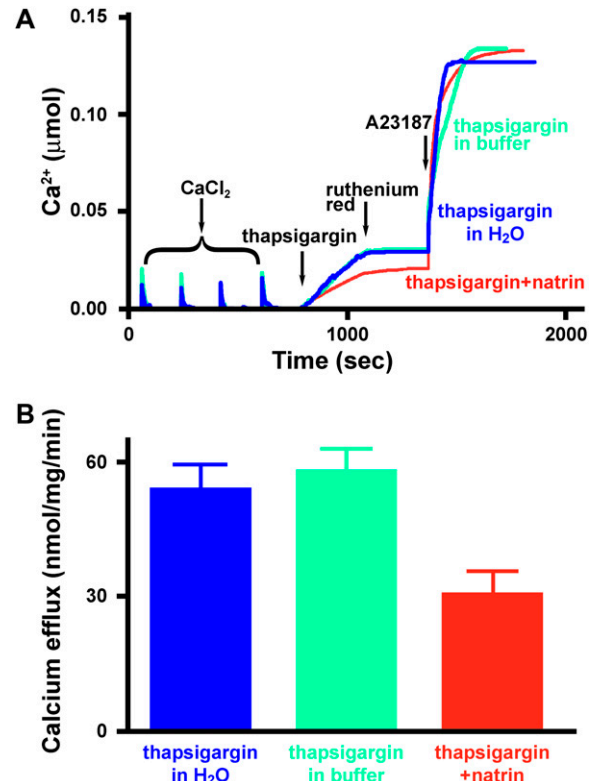 A
0.15
0.10
0.05
0.00
Ca²⁺ (μmol)
CaCl₂
thapsigargin
ruthenium
red
A23187
thapsigargin
in buffer
thapsigargin
in H₂O
thapsigargin+natrin
0
1000
2000
Time (sec)
B
60
30
0
Calcium efflux (nmol/mg/min)
thapsigargin
in H₂O
thapsigargin
in buffer
thapsigargin
+natrin